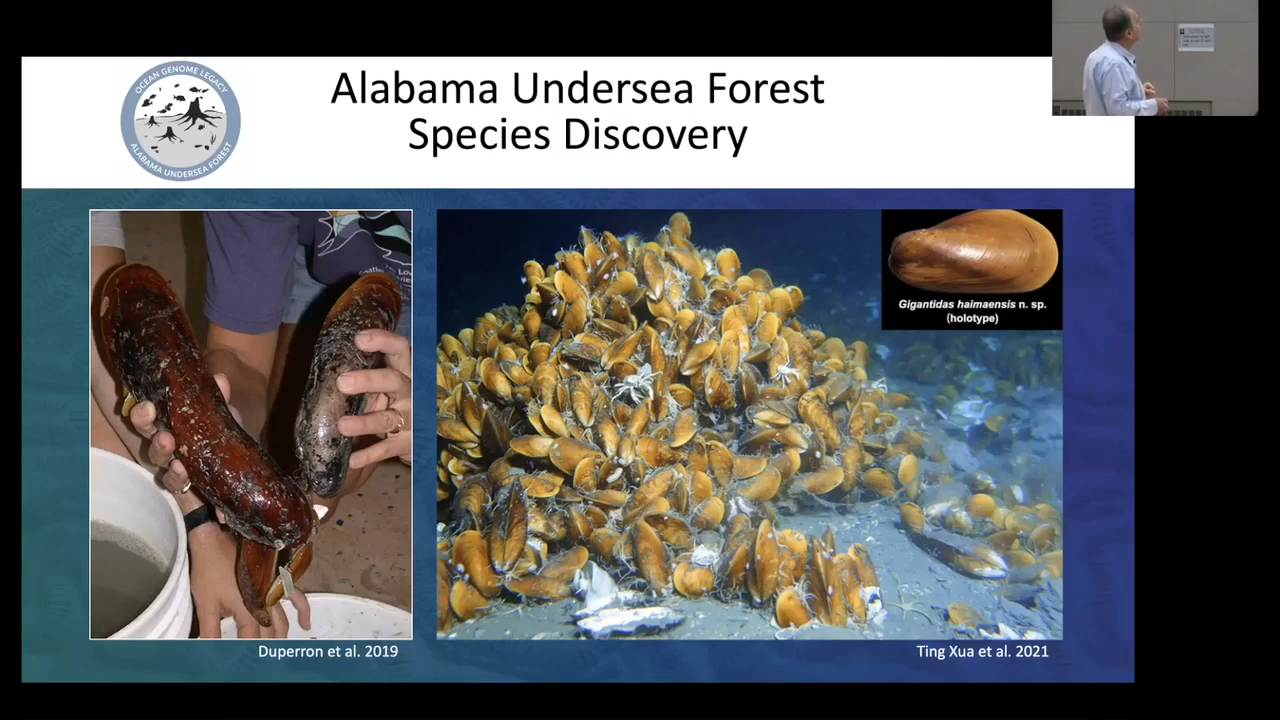 OCEAN GENOME LEGACY
ALABAMA UNDERSEA FOREST
Alabama Undersea Forest
Species Discovery
Gigantidas haimaensis n. sp.
(holotype)
Duperron et al. 2019
Ting Xua et al. 2021